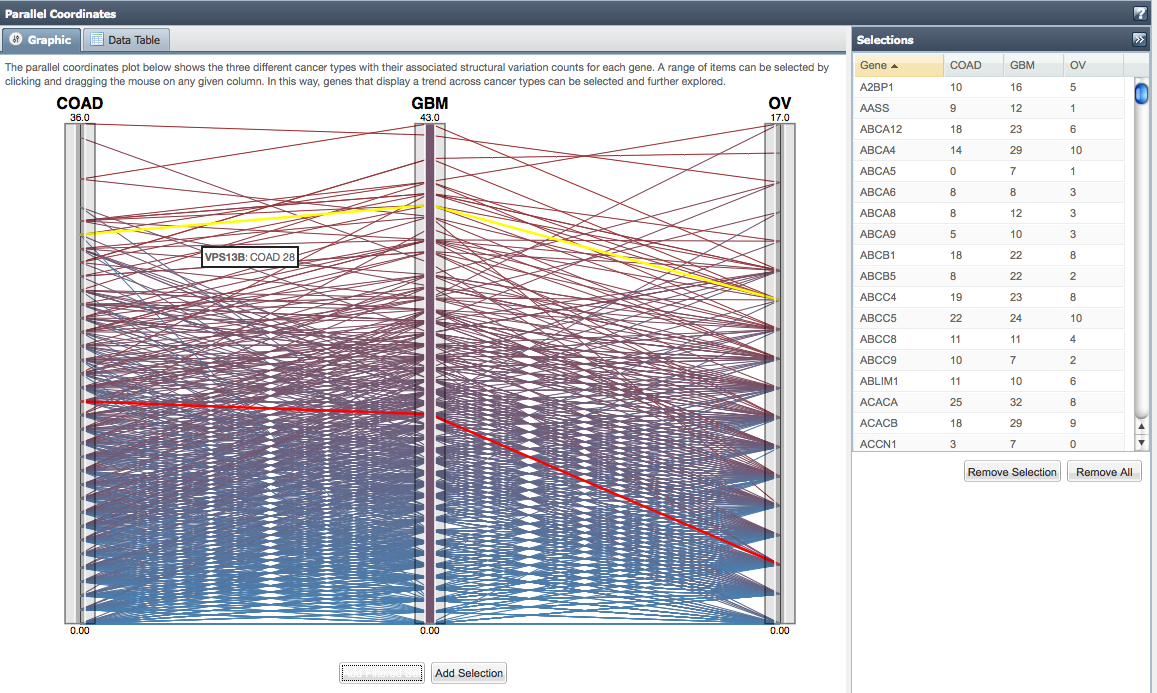 Parallel Coordinates
?
Graphic
Data Table
The parallel coordinates plot below shows the three different cancer types with their associated structural variation counts for each gene. A range of items can be selected by
clicking and dragging the mouse on any given column. In this way, genes that display a trend across cancer types can be selected and further explored.
COAD GBM OV
36.0 43.0 17.0
VPS13B: COAD 28
0.00 0.00 0.00
Add Selection
Selections
Gene COAD GBM OV
A2BP1 10 16 5
AASS 9 12 1
ABCA12 18 23 6
ABCA4 14 29 10
ABCA5 0 7 1
ABCA6 8 8 3
ABCA8 8 12 3
ABCA9 5 10 3
ABCB1 18 22 8
ABCB5 8 22 2
ABCC4 19 23 8
ABCC5 22 24 10
ABCC8 11 11 4
ABCC9 10 7 2
ABLIM1 11 10 6
ACACA 25 32 8
ACACB 18 29 9
ACCN1 3 7 0
Remove Selection
Remove All